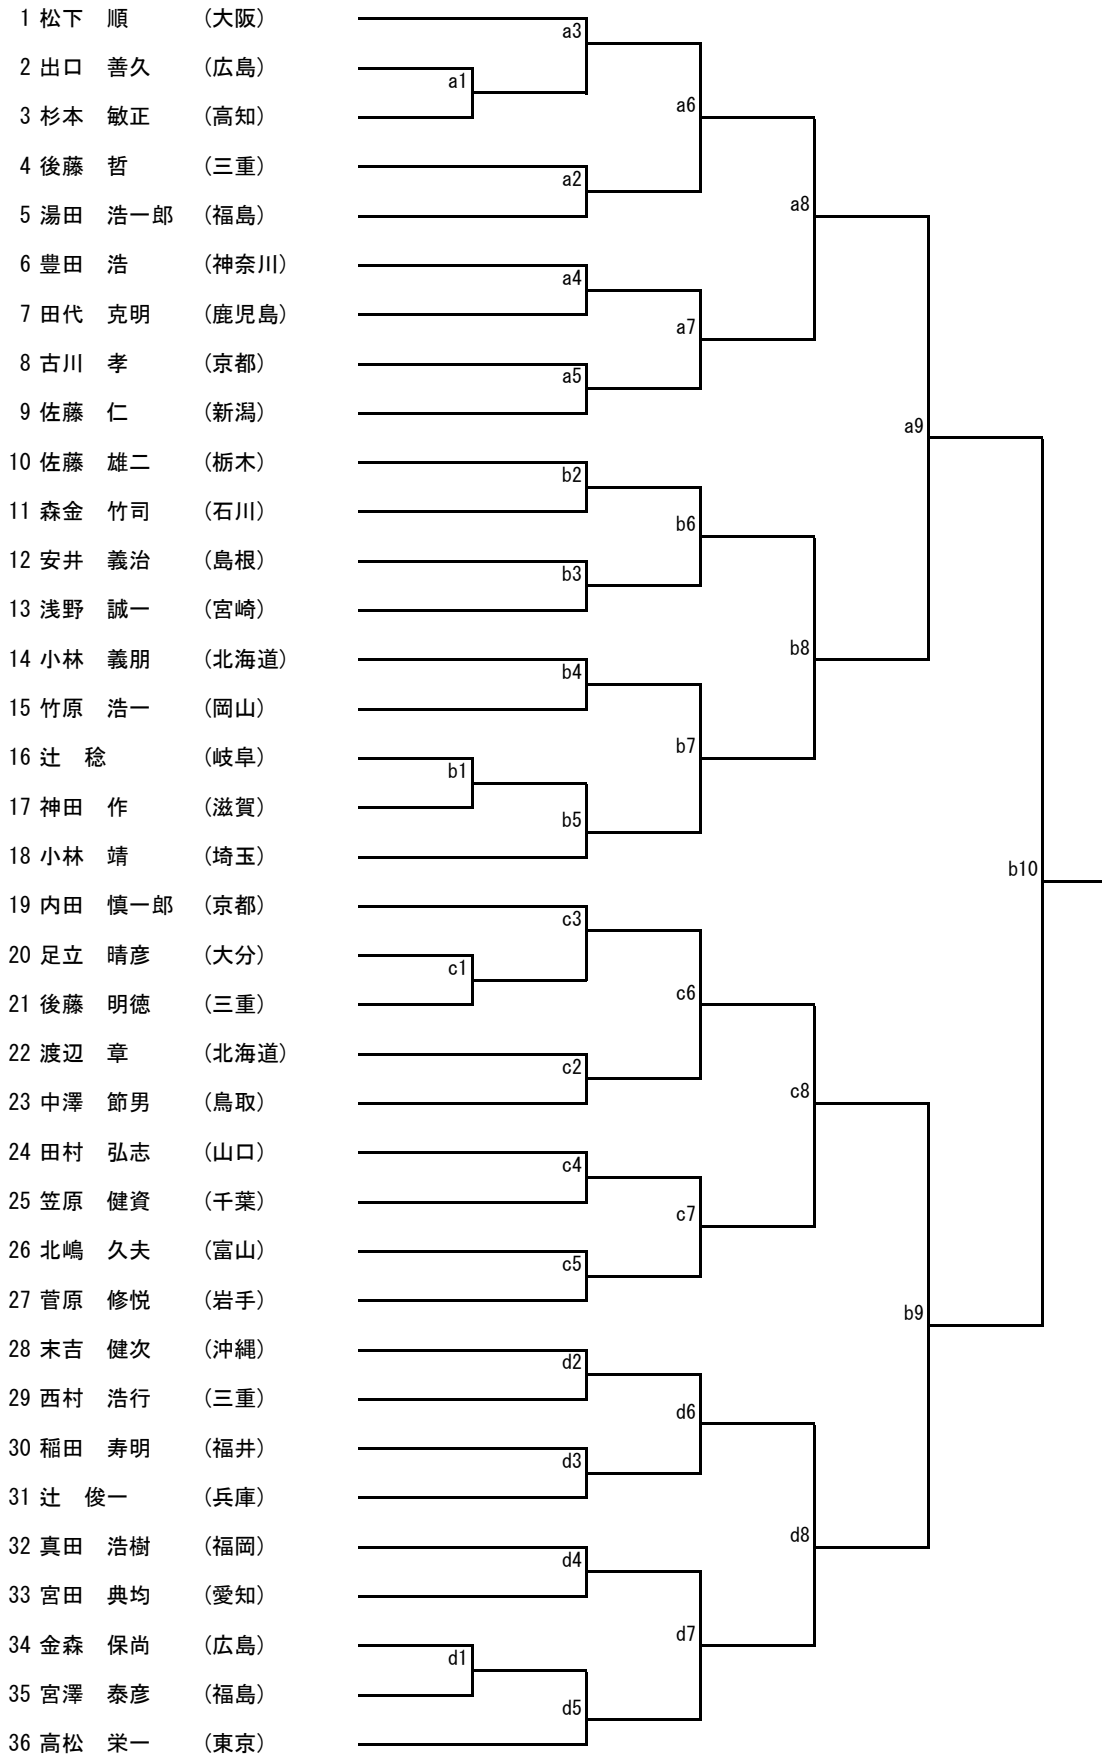 1 松下　順　（大阪）
a3
2 出口　善久　（広島）
a1
3 杉本　敏正　（高知）
a6
4 後藤　哲　（三重）
a2
5 湯田　浩一郎　（福島）
a8
6 豊田　浩　（神奈川）
a4
7 田代　克明　（鹿児島）
a7
8 古川　孝　（京都）
a5
9 佐藤　仁　（新潟）
a9
10 佐藤　雄二　（栃木）
b2
11 森金　竹司　（石川）
b6
12 安井　義治　（島根）
b3
13 浅野　誠一　（宮崎）
b8
14 小林　義朋　（北海道）
b4
15 竹原　浩一　（岡山）
b7
16 辻　稔　（岐阜）
b1
17 神田　作　（滋賀）
b5
18 小林　靖　（埼玉）
b10
19 内田　慎一郎　（京都）
c3
20 足立　晴彦　（大分）
c1
21 後藤　明徳　（三重）
c6
22 渡辺　章　（北海道）
c2
23 中澤　節男　（鳥取）
c8
24 田村　弘志　（山口）
c4
25 笠原　健資　（千葉）
c7
26 北嶋　久夫　（富山）
c5
27 菅原　修悦　（岩手）
b9
28 末吉　健次　（沖縄）
d2
29 西村　浩行　（三重）
d6
30 稲田　寿明　（福井）
d3
31 辻　俊一　（兵庫）
d8
32 真田　浩樹　（福岡）
d4
33 宮田　典均　（愛知）
d7
34 金森　保尚　（広島）
d1
35 宮澤　泰彦　（福島）
d5
36 高松　栄一　（東京）